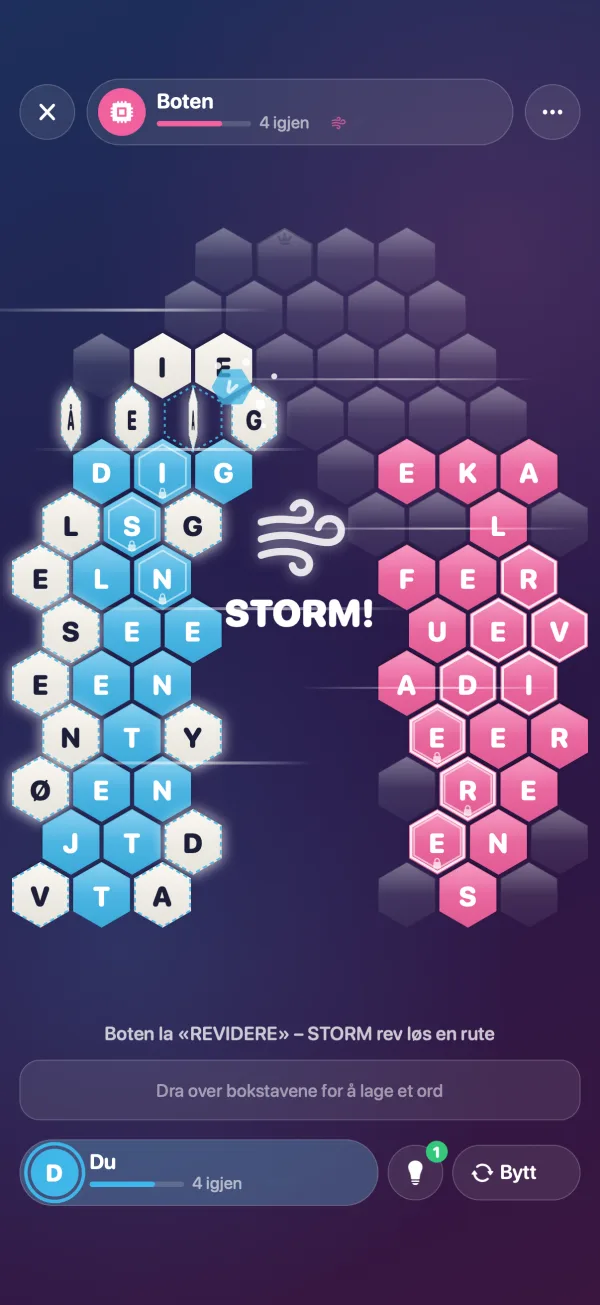 Boten
4 igjen
I E
Å E A G
D I G E K A
L S G L
E L N F E R
STORM!
S E E U E V
E E N A D I
N T Y E E R
Ø E N R E
J T D E N
V T A S
Boten la «REVIDERE» – STORM rev løs en rute
Dra over bokstavene for å lage et ord
D Du
4 igjen
1
Bytt